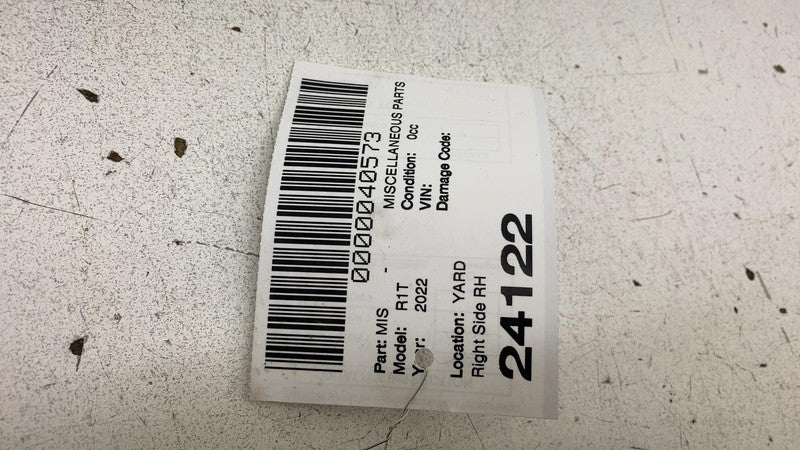 0000040573
Part: MIS - MISCELLANEOUS PARTS
Model: R1T Condition: 0cc
Year: 2022 VIN:
Damage Code:
Location: YARD
Right Side RH
24122